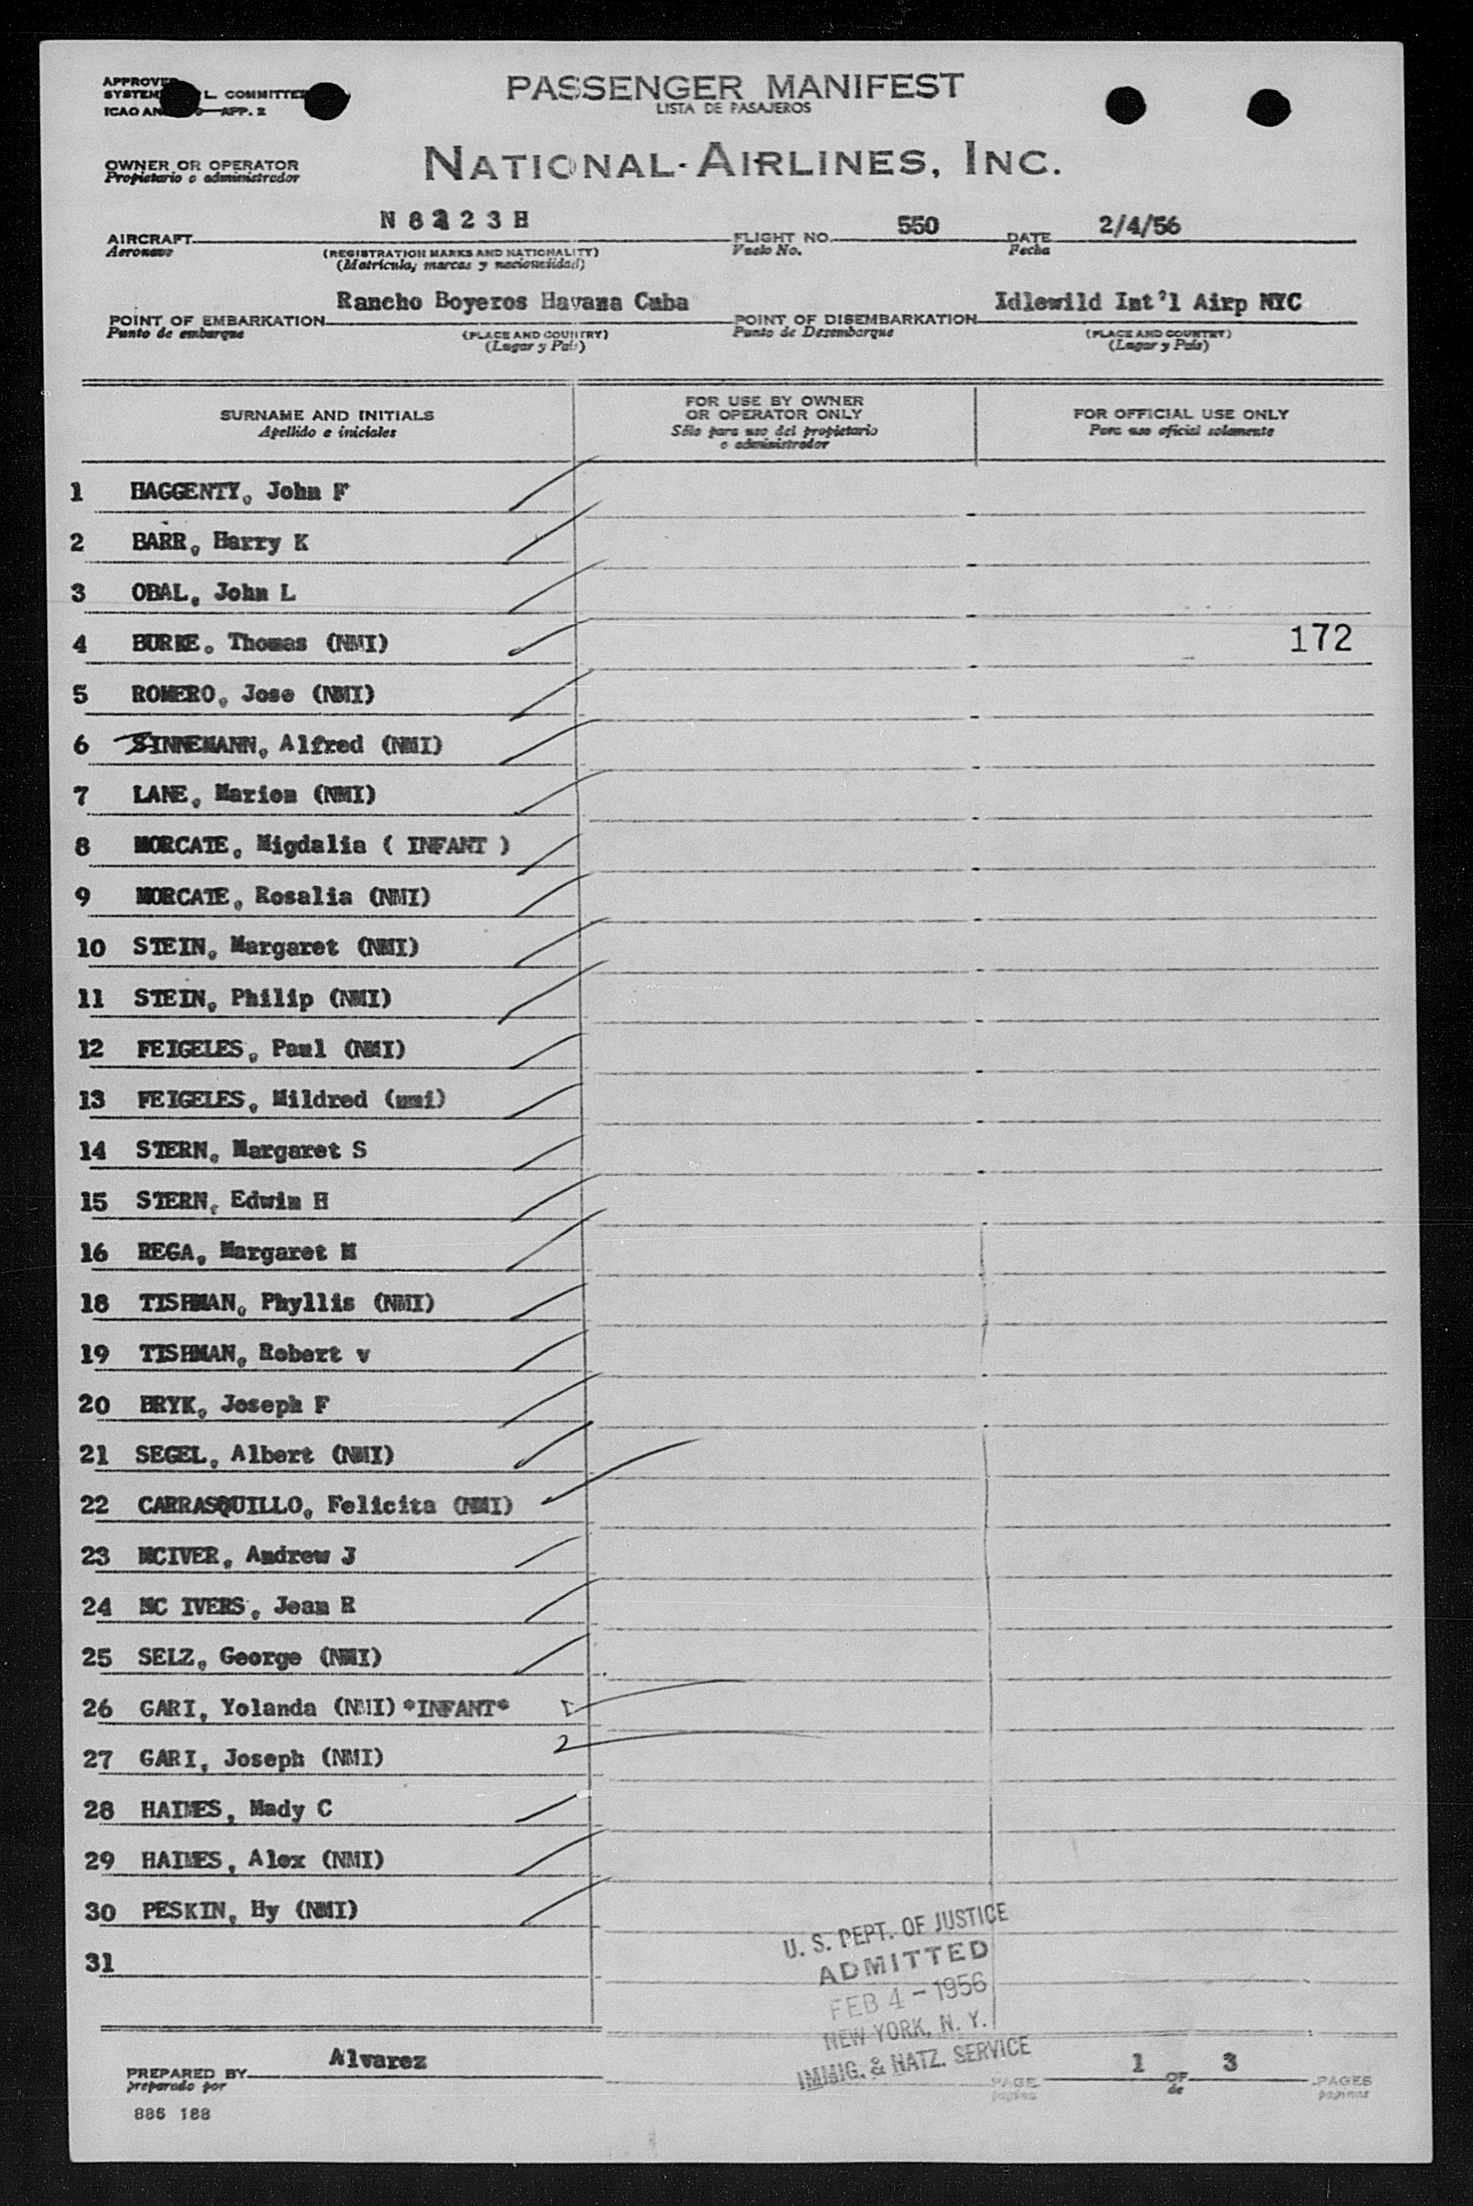 PASSENGER MANIFEST
LISTA DE PASAJEROS
ICAO APP. 2
OWNER OR OPERATOR
Propietario o administrador
NATIONAL AIRLINES, INC.
AIRCRAFT
Aeronave
(REGISTRATION MARKS AND NATIONALITY)
(Matricula, marcas y nacionalidad)
FLIGHT NO. 550
Vuelo No.
DATE 2/4/56
Fecha
POINT OF EMBARKATION Rancho Boyeros Havana Cuba
Punto de embarque
(PLACE AND COUNTRY)
(Lugar y País)
POINT OF DISEMBARKATION Idlewild Int'l Airp NYC
Punto de Desembarque
(PLACE AND COUNTRY)
(Lugar y País)
SURNAME AND INITIALS
Apellido e iniciales
FOR USE BY OWNER
OR OPERATOR ONLY
Sólo para uso del propietario
o administrador
FOR OFFICIAL USE ONLY
Para uso oficial solamente
1 HAGGENTY, John F
2 BARR, Harry K
3 OBAL, John L
4 BURKE, Thomas (NMI) 172
5 ROMERO, Jose (NMI)
6 SINNEMANN, Alfred (NMI)
7 LANE, Marion (NMI)
8 MORCATE, Migdalia ( INFANT )
9 MORCATE, Rosalia (NMI)
10 STEIN, Margaret (NMI)
11 STEIN, Philip (NMI)
12 FEIGELES, Paul (NMI)
13 FEIGELES, Mildred (nmi)
14 STERN, Margaret S
15 STERN, Edwin H
16 REGA, Margaret M
18 TISHMAN, Phyllis (NMI)
19 TISHMAN, Robert v
20 BRYK, Joseph F
21 SEGEL, Albert (NMI)
22 CARRASQUILLO, Felicita (NMI)
23 MCIVER, Andrew J
24 MC IVERS, Jean R
25 SELZ, George (NMI)
26 GARI, Yolanda (NMI) *INFANT*
27 GARI, Joseph (NMI) 2
28 HAIMES, Mady C
29 HAIMES, Alex (NMI)
30 PESKIN, Hy (NMI)
31
U. S. DEPT. OF JUSTICE
ADMITTED
FEB 4 - 1956
NEW YORK, N. Y.
IMMIG. & NATZ. SERVICE
PREPARED BY Alvarez
preparado por
PAGE 1 OF 3 PAGES
pagina de paginas
886 188